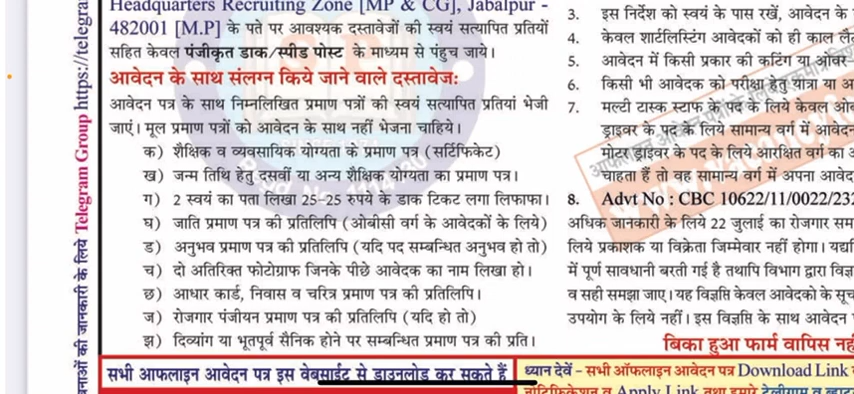 Headquarters Recruiting Zone [MP & CG], Jabalpur -
482001 [M.P] के पते पर आवश्यक दस्तावेजों की स्वयं सत्यापित प्रतियों
सहित केवल पंजीकृत डाक/स्पीड पोस्ट के माध्यम से पंहुच जाये।
आवेदन के साथ संलग्न किये जाने वाले दस्तावेज:
आवेदन पत्र के साथ निम्नलिखित प्रमाण पत्रों की स्वयं सत्यापित प्रतियां भेजी
जाएं। मूल प्रमाण पत्रों को आवेदन के साथ नहीं भेजना चाहिये।
क) शैक्षिक व व्यवसायिक योग्यता के प्रमाण पत्र (सर्टिफिकेट)
ख) जन्म तिथि हेतु दसवीं या अन्य शैक्षिक योग्यता का प्रमाण पत्र।
ग) 2 स्वयं का पता लिखा 25-25 रुपये के डाक टिकट लगा लिफाफा।
घ) जाति प्रमाण पत्र की प्रतिलिपि (ओबीसी वर्ग के आवेदकों के लिये)
ड) अनुभव प्रमाण पत्र की प्रतिलिपि (यदि पद सम्बन्धित अनुभव हो तो)
च) दो अतिरिक्त फोटोग्राफ जिनके पीछे आवेदक का नाम लिखा हो।
छ) आधार कार्ड, निवास व चरित्र प्रमाण पत्र की प्रतिलिपि।
ज) रोजगार पंजीयन प्रमाण पत्र की प्रतिलिपि (यदि हो तो)
झ) दिव्यांग या भूतपूर्व सैनिक होने पर सम्बन्धित प्रमाण पत्र की प्रति।
सभी आफलाइन आवेदन पत्र इस वेबसाईट से डाउनलोड कर सकते हैं
3. इस निर्देश को स्वयं के पास रखें, आवेदन के
4. केवल शार्टलिस्टिंग आवेदकों को ही काल लै
5. आवेदन में किसी प्रकार की कटिंग या ओवर
6. किसी भी आवेदक को परीक्षा हेतु यात्रा या अ
7. मल्टी टास्क स्टाफ के पद के लिये केवल ओ
ड्राइवर के पद के लिये सामान्य वर्ग में आवेदन
मोटर ड्राइवर के पद के लिये आरक्षित वर्ग का अ
चाहता हैं तो वह सामान्य वर्ग में अपना आवेद
8. Advt No : CBC 10622/11/0022/232
अधिक जानकारी के लिये 22 जुलाई का रोजगार सम
लिये प्रकाशक या विक्रेता जिम्मेवार नहीं होगा। यद्य
में पूर्ण सावधानी बरती गई है तथापि विभाग द्वारा विज्ञ
व सही समझा जाए। यह विज्ञप्ति केवल आवेदको के सूच
उपयोग के लिये नहीं। इस विज्ञप्ति के साथ आवेदन
बिका हुआ फार्म वापिस नही
ध्यान देवें - सभी ऑफलाइन आवेदन पत्र Download Link
नोटिफिकेशन व Apply Link तथा हमारे टेलीग्राम व व्हाट
नाओं की जानकारी के लिये Telegram Group https://telegra